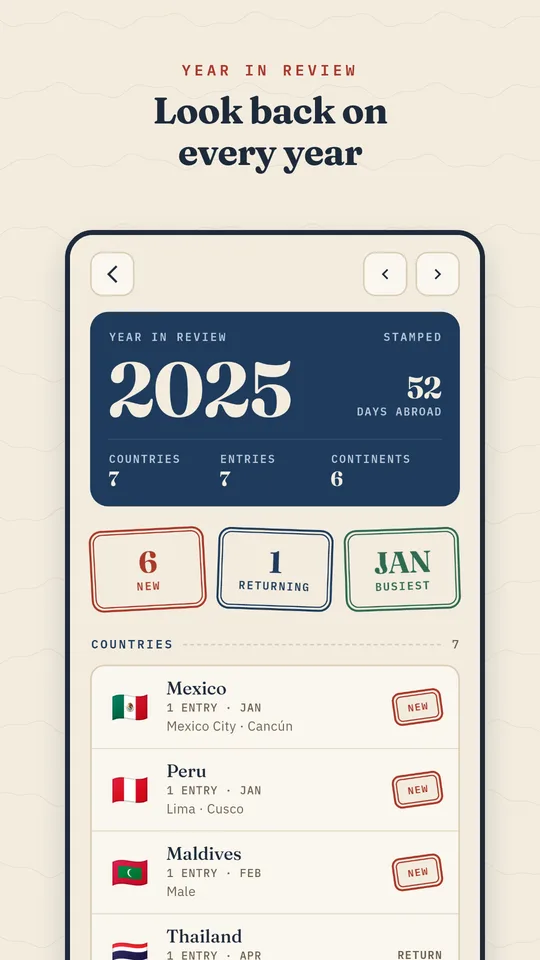 YEAR IN REVIEW
Look back on
every year
YEAR IN REVIEW
STAMPED
2025
52
DAYS ABROAD
COUNTRIES
ENTRIES
CONTINENTS
7
7
6
6
NEW
1
RETURNING
JAN
BUSIEST
COUNTRIES
7
Mexico
1 ENTRY · JAN
Mexico City · Cancún
NEW
Peru
1 ENTRY · JAN
Lima · Cusco
NEW
Maldives
1 ENTRY · FEB
Male
NEW
Thailand
1 ENTRY · APR
RETURN